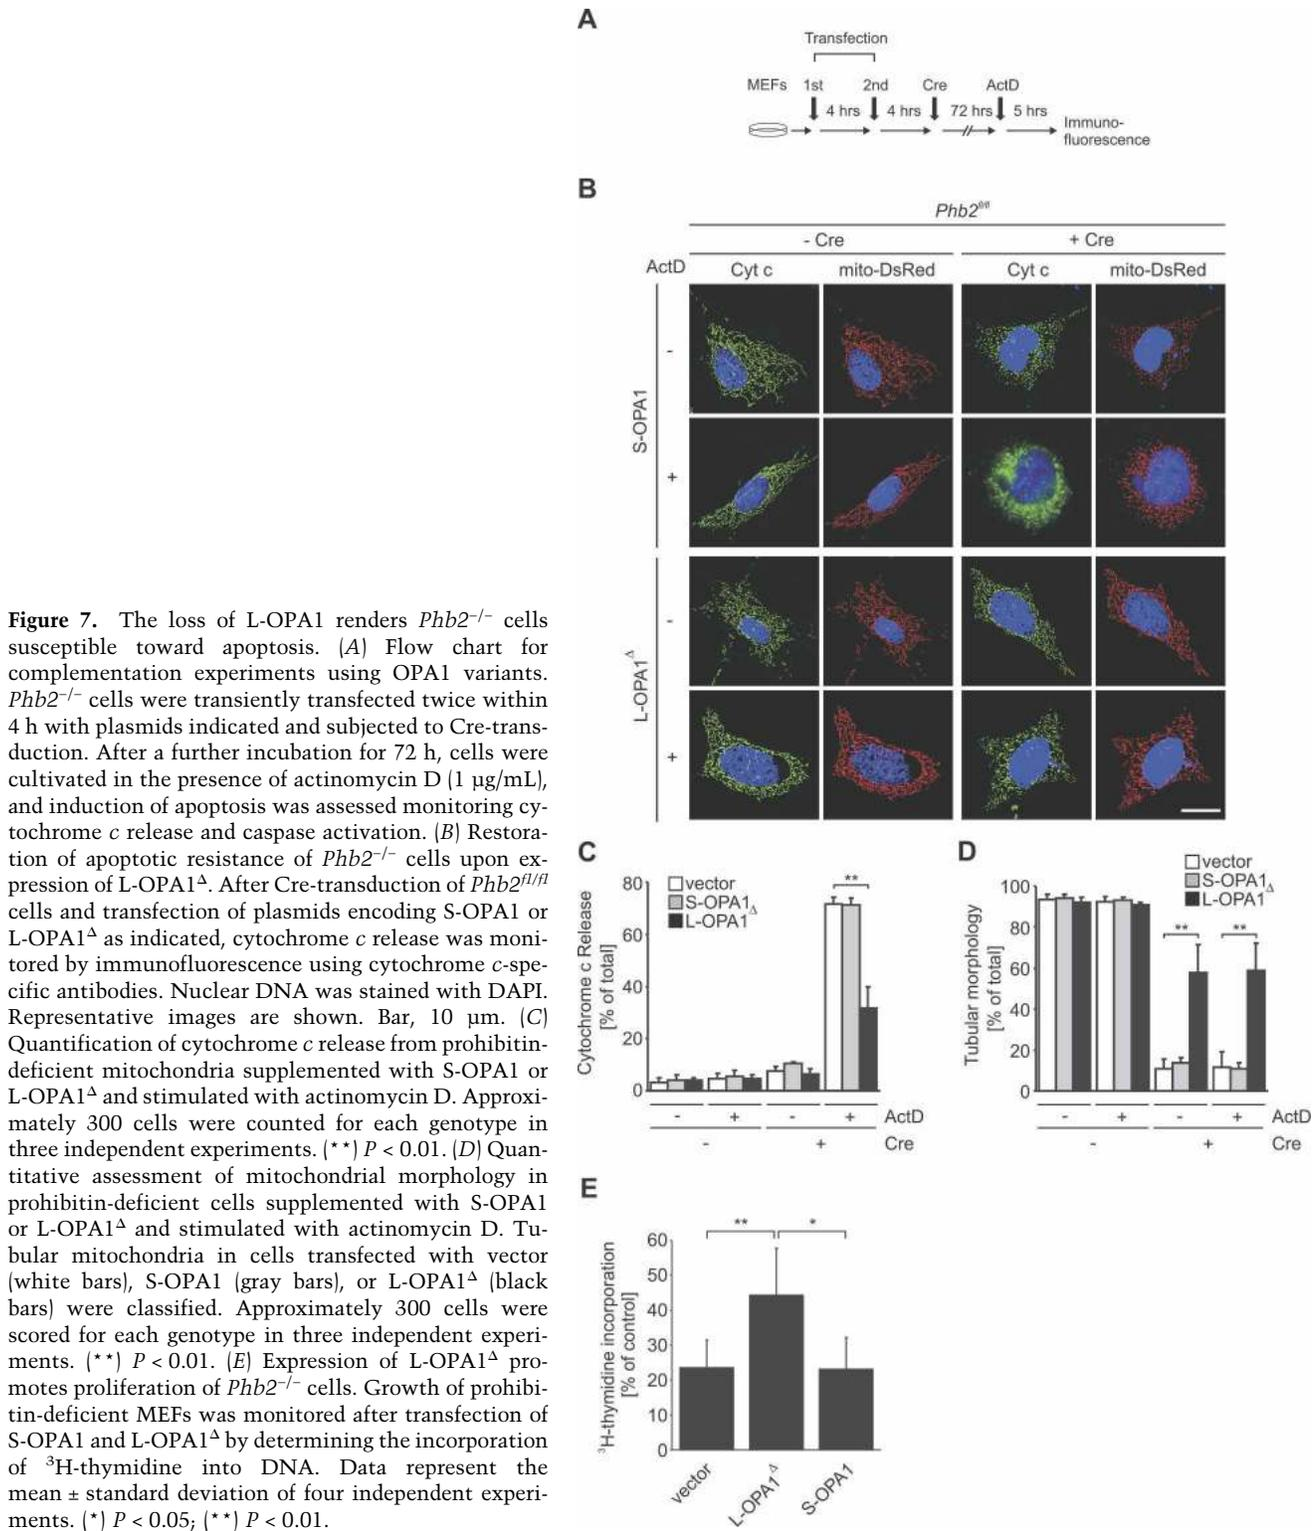 Figure 7. The loss of L-OPA1 renders Phb2−/− cells
susceptible toward apoptosis. (A) Flow chart for
complementation experiments using OPA1 variants.
Phb2−/− cells were transiently transfected twice within
4 h with plasmids indicated and subjected to Cre-trans-
duction. After a further incubation for 72 h, cells were
cultivated in the presence of actinomycin D (1 µg/mL),
and induction of apoptosis was assessed monitoring cy-
tochrome c release and caspase activation. (B) Restora-
tion of apoptotic resistance of Phb2−/− cells upon ex-
pression of L-OPA1Δ. After Cre-transduction of Phb2fl/fl
cells and transfection of plasmids encoding S-OPA1 or
L-OPA1Δ as indicated, cytochrome c release was moni-
tored by immunofluorescence using cytochrome c-spe-
cific antibodies. Nuclear DNA was stained with DAPI.
Representative images are shown. Bar, 10 µm. (C)
Quantification of cytochrome c release from prohibitin-
deficient mitochondria supplemented with S-OPA1 or
L-OPA1Δ and stimulated with actinomycin D. Approxi-
mately 300 cells were counted for each genotype in
three independent experiments. (**) P < 0.01. (D) Quan-
titative assessment of mitochondrial morphology in
prohibitin-deficient cells supplemented with S-OPA1
or L-OPA1Δ and stimulated with actinomycin D. Tu-
bular mitochondria in cells transfected with vector
(white bars), S-OPA1 (gray bars), or L-OPA1Δ (black
bars) were classified. Approximately 300 cells were
scored for each genotype in three independent experi-
ments. (**) P < 0.01. (E) Expression of L-OPA1Δ pro-
motes proliferation of Phb2−/− cells. Growth of prohibi-
tin-deficient MEFs was monitored after transfection of
S-OPA1 and L-OPA1Δ by determining the incorporation
of 3H-thymidine into DNA. Data represent the
mean ± standard deviation of four independent experi-
ments. (*) P < 0.05; (**) P < 0.01.
A
Transfection
MEFs 1st 2nd Cre ActD
4 hrs 4 hrs 72 hrs 5 hrs
Immuno-
fluorescence
B
Phb2fl/fl
- Cre + Cre
ActD Cyt c mito-DsRed Cyt c mito-DsRed
S-OPA1
-
+
L-OPA1Δ
-
+
C
vector
S-OPA1
L-OPA1Δ
**
Cytochrome c Release
[% of total]
80
60
40
20
0
- + - + ActD
- + Cre
D
vector
S-OPA1
L-OPA1Δ
** **
Tubular morphology
[% of total]
100
80
60
40
20
0
- + - + ActD
- + Cre
E
** *
3H-thymidine incorporation
[% of control]
60
50
40
30
20
10
0
vector L-OPA1Δ S-OPA1